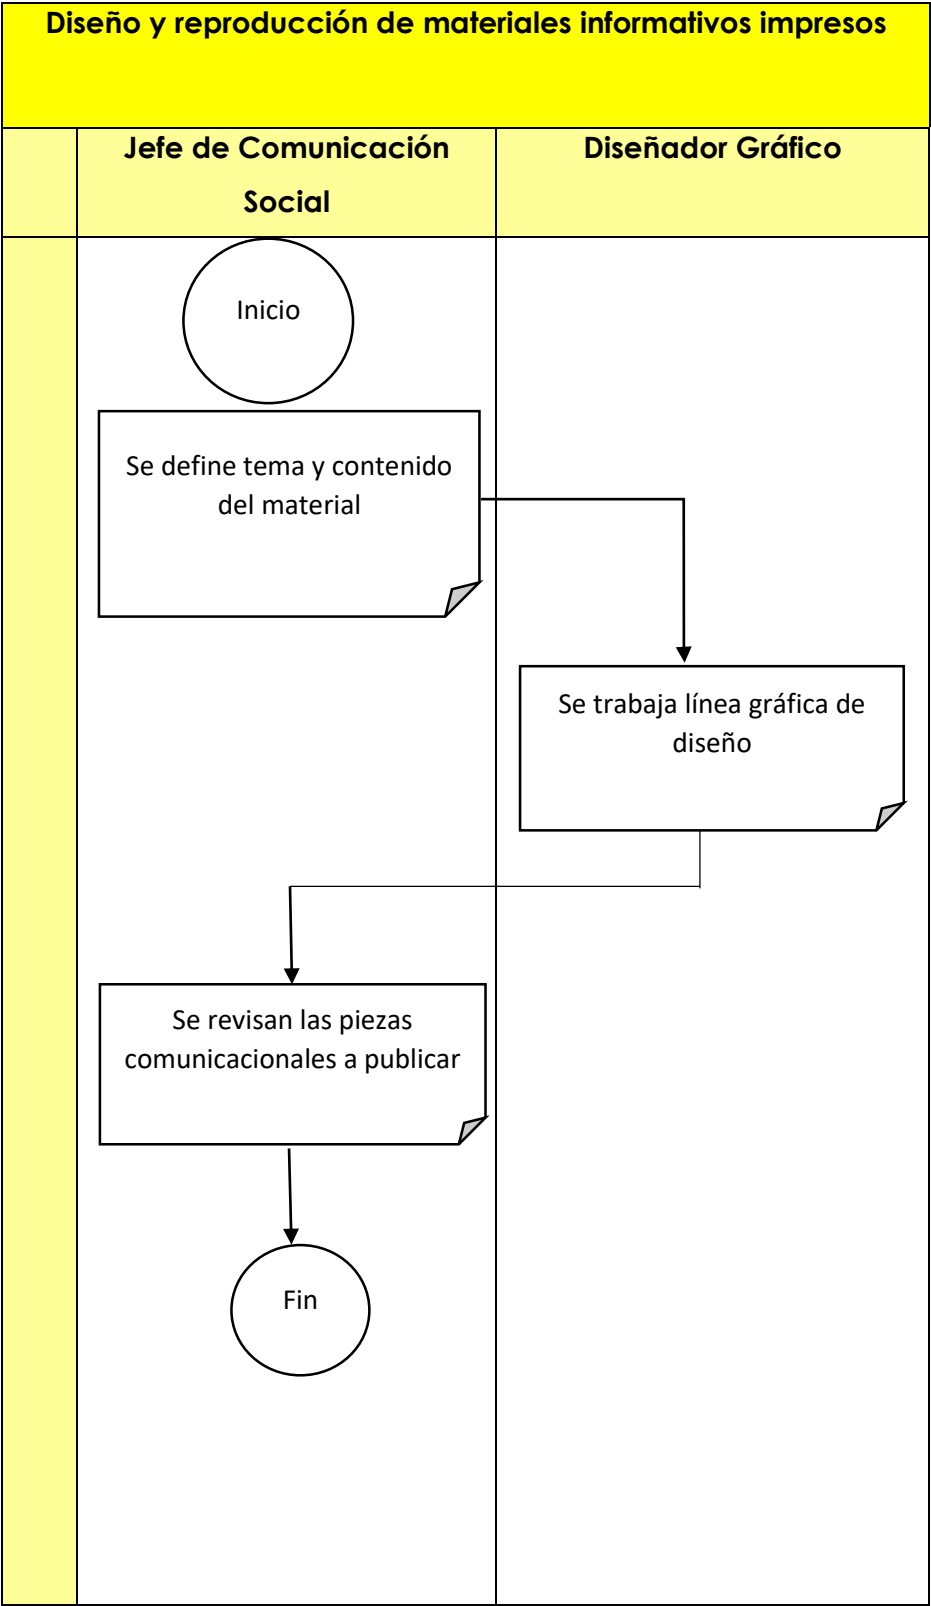 Diseño y reproducción de materiales informativos impresos
Jefe de Comunicación
Social
Diseñador Gráfico
Inicio
Se define tema y contenido
del material
Se trabaja línea gráfica de
diseño
Se revisan las piezas
comunicacionales a publicar
Fin